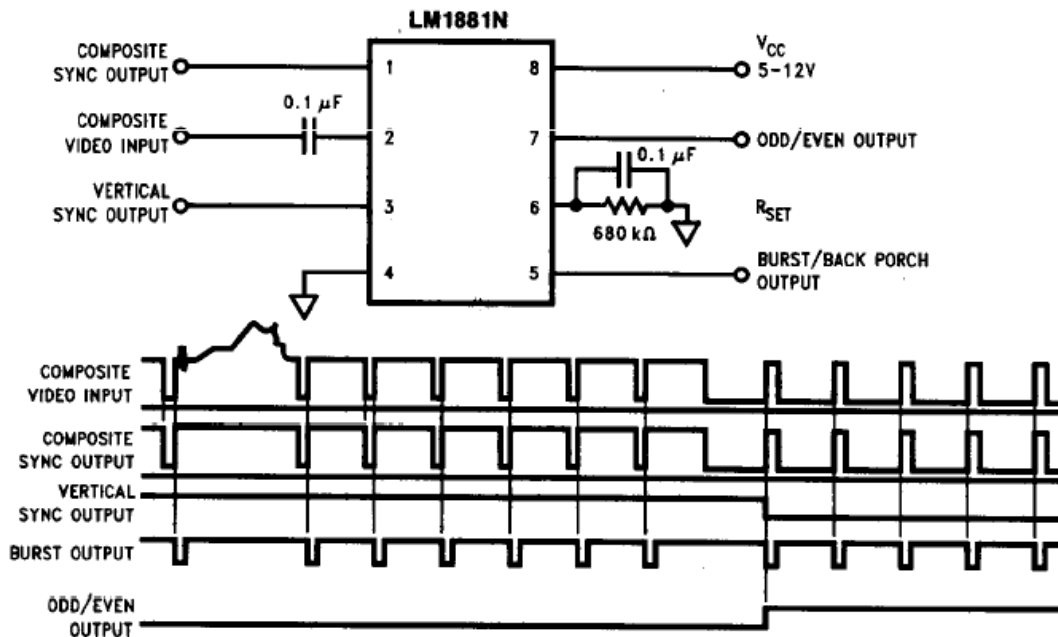 LM1881N
COMPOSITE
SYNC OUTPUT
1
8
VCC
5-12V
0.1 µF
COMPOSITE
VIDEO INPUT
2
7
ODD/EVEN OUTPUT
0.1 µF
VERTICAL
SYNC OUTPUT
3
6
680 kΩ
RSET
4
5
BURST/BACK PORCH
OUTPUT
COMPOSITE
VIDEO INPUT
COMPOSITE
SYNC OUTPUT
VERTICAL
SYNC OUTPUT
BURST OUTPUT
ODD/EVEN
OUTPUT